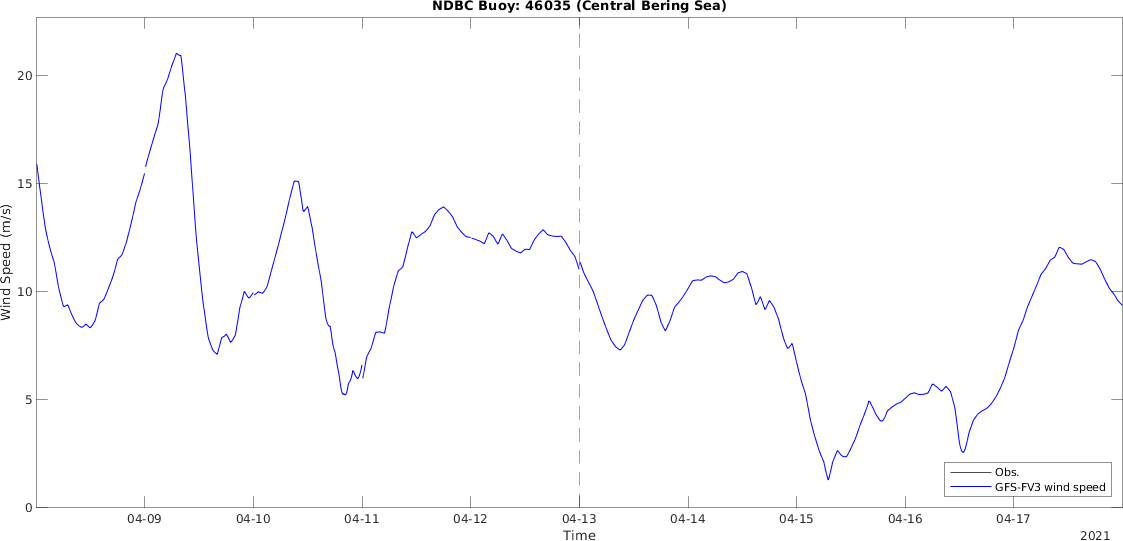 NDBC Buoy: 46035 (Central Bering Sea)
Wind Speed (m/s)
20
15
10
5
0
04-09 04-10 04-11 04-12 04-13 04-14 04-15 04-16 04-17
Time
2021
Obs.
GFS-FV3 wind speed